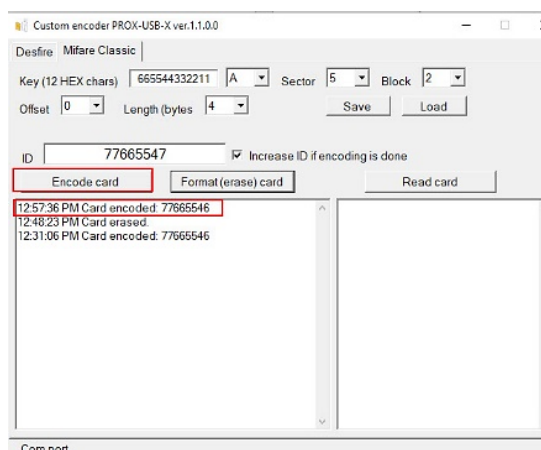 Custom encoder PROX-USB-X ver.1.1.0.0
Desfire Mifare Classic
Key (12 HEX chars) 665544332211 A Sector 5 Block 2
Offset 0 Length (bytes 4 Save Load
ID 77665547 Increase ID if encoding is done
Encode card Format (erase) card Read card
12:57:36 PM Card encoded: 77665546
12:48:23 PM Card erased.
12:31:06 PM Card encoded: 77665546
Com port